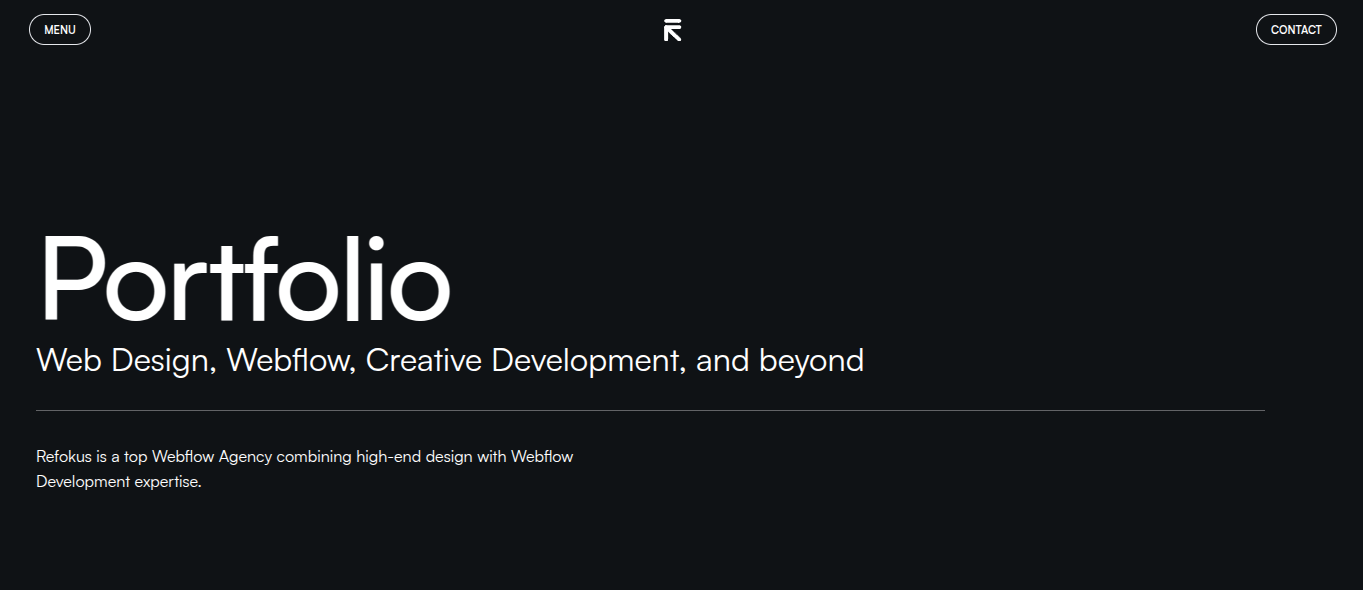 MENU
CONTACT
Portfolio
Web Design, Webflow, Creative Development, and beyond
Refokus is a top Webflow Agency combining high-end design with Webflow
Development expertise.